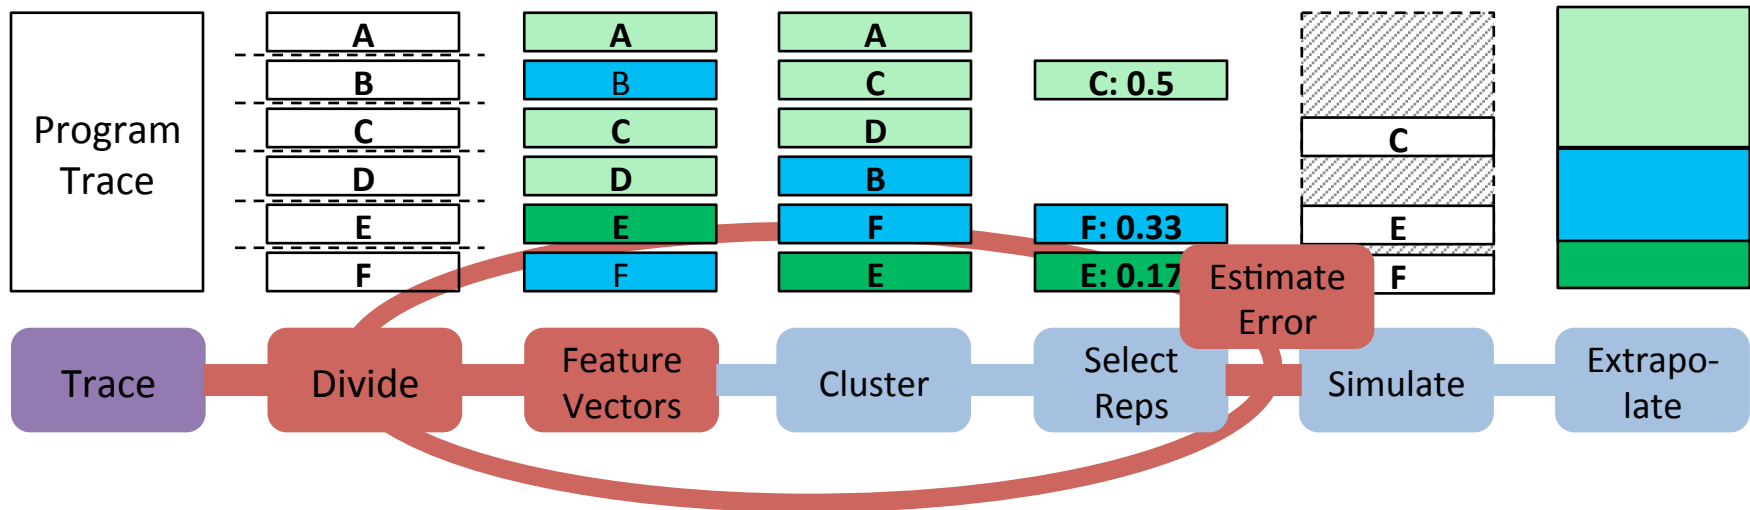 Program
Trace
A
B
C
D
E
F
A
B
C
D
E
F
A
C
D
B
F
E
C: 0.5
F: 0.33
E: 0.17
C
E
F
Estimate
Error
Trace
Divide
Feature
Vectors
Cluster
Select
Reps
Simulate
Extrapo-
late